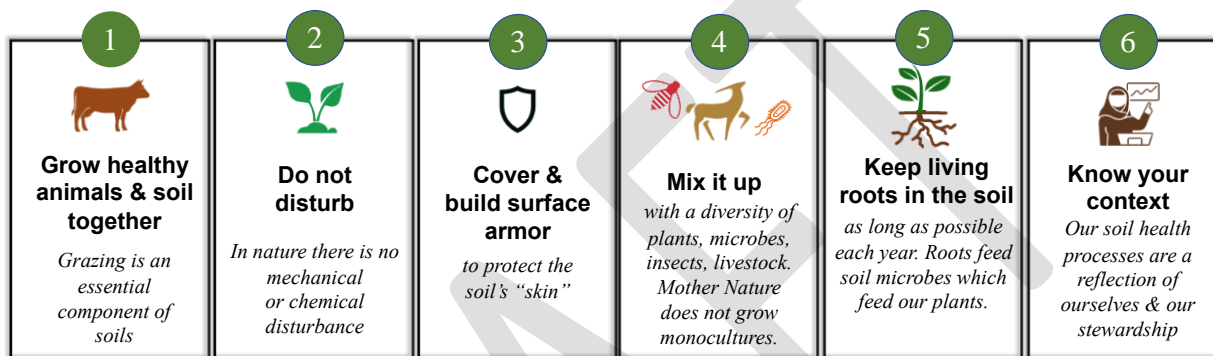 1
Grow healthy
animals & soil
together
Grazing is an
essential
component of
soils
2
Do not
disturb
In nature there is no
mechanical
or chemical
disturbance
3
Cover &
build surface
armor
to protect the
soil’s “skin”
4
Mix it up
with a diversity of
plants, microbes,
insects, livestock.
Mother Nature
does not grow
monocultures.
5
Keep living
roots in the soil
as long as possible
each year. Roots feed
soil microbes which
feed our plants.
6
Know your
context
Our soil health
processes are a
reflection of
ourselves & our
stewardship